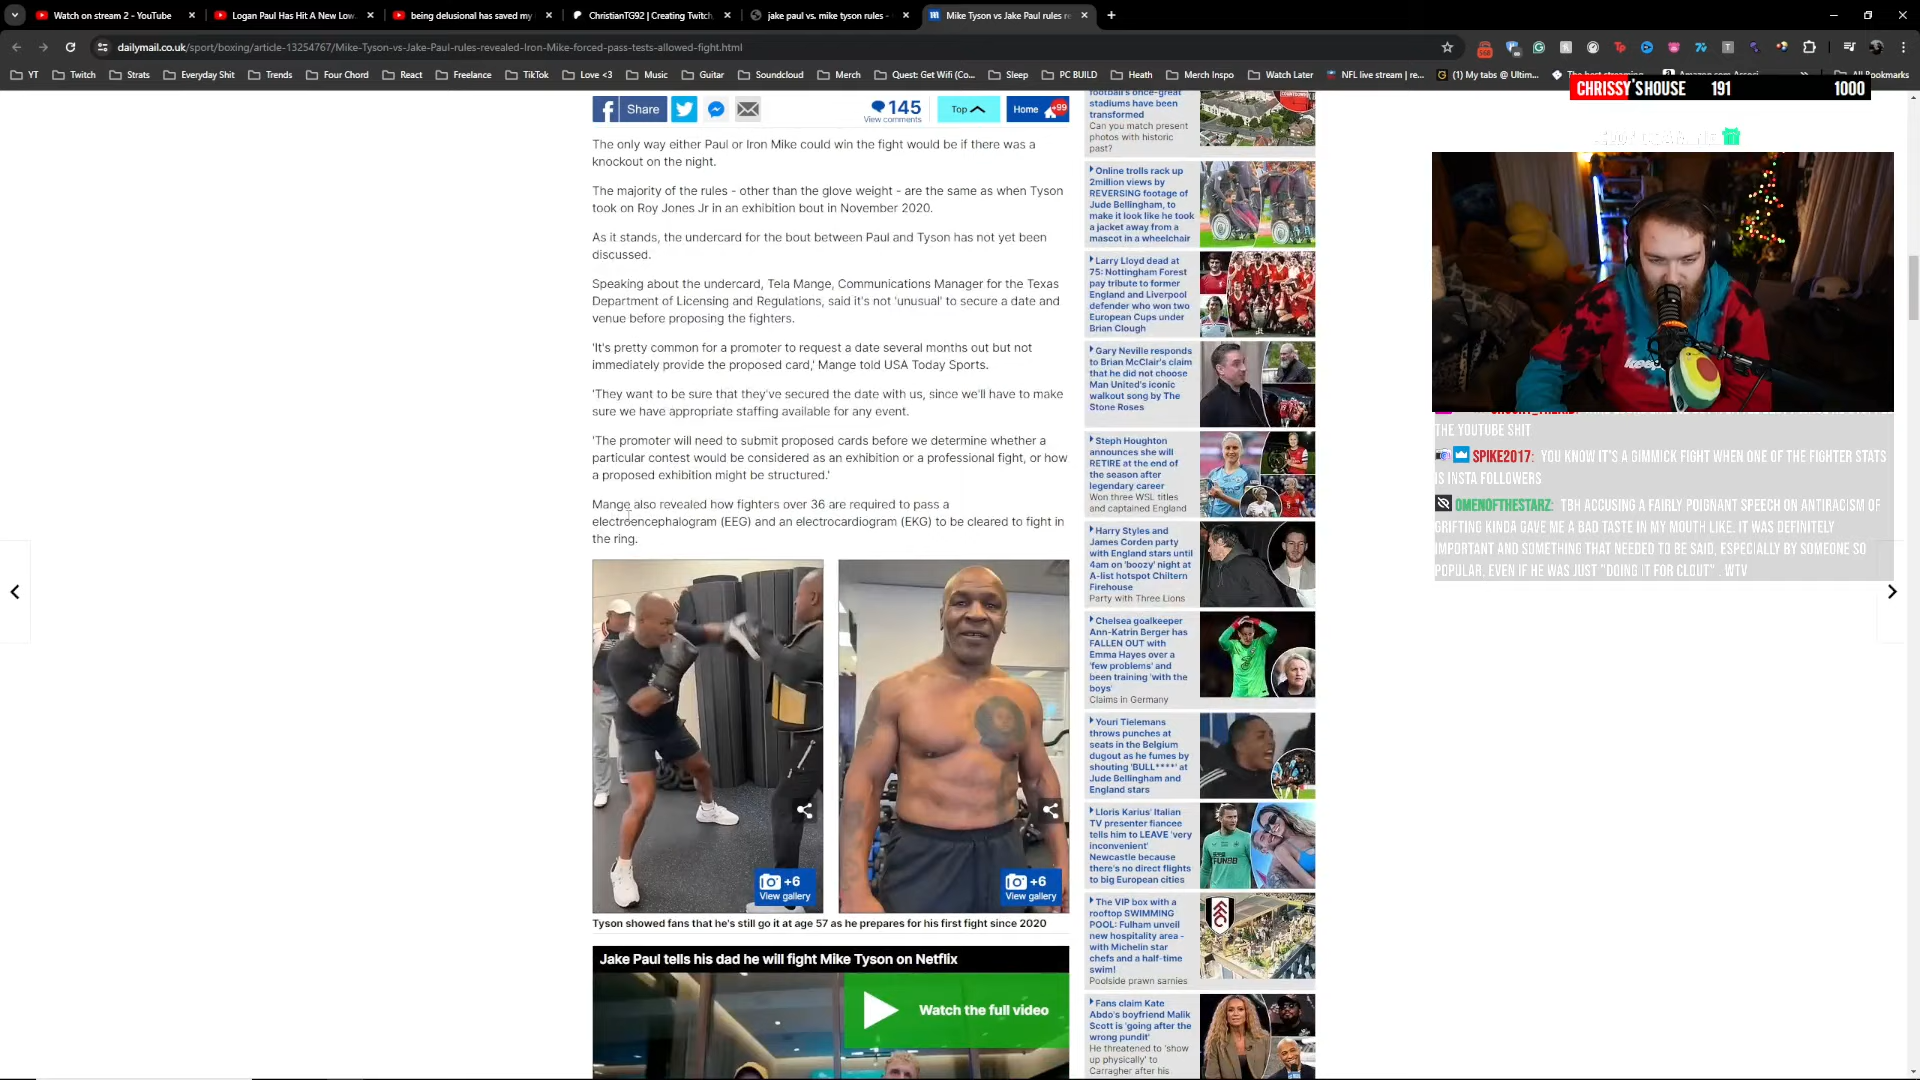 Watch on stream 2 - YouTube
Logan Paul Has Hit A New Low.
being delusional has saved my
ChristianTG92 | Creating Twitch,
jake paul vs. mike tyson rules -
Mike Tyson vs Jake Paul rules re
dailymail.co.uk/sport/boxing/article-13254767/Mike-Tyson-vs-Jake-Paul-rules-revealed-Iron-Mike-forced-pass-tests-allowed-fight.html
YT
Twitch
Strats
Everyday Shit
Trends
Four Chord
React
Freelance
TikTok
Love <3
Music
Guitar
Soundcloud
Merch
Quest: Get Wifi (Co...
Sleep
PC BUILD
Heath
Merch Inspo
Watch Later
NFL live stream | re...
(1) My tabs @ Ultim...
All Bookmarks
CHRISSY'S HOUSE 191 1000
Share
145
View comments
Top
Home
+99
The only way either Paul or Iron Mike could win the fight would be if there was a
knockout on the night.
The majority of the rules - other than the glove weight - are the same as when Tyson
took on Roy Jones Jr in an exhibition bout in November 2020.
As it stands, the undercard for the bout between Paul and Tyson has not yet been
discussed.
Speaking about the undercard, Tela Mange, Communications Manager for the Texas
Department of Licensing and Regulations, said it's not 'unusual' to secure a date and
venue before proposing the fighters.
'It's pretty common for a promoter to request a date several months out but not
immediately provide the proposed card,' Mange told USA Today Sports.
'They want to be sure that they've secured the date with us, since we'll have to make
sure we have appropriate staffing available for any event.
'The promoter will need to submit proposed cards before we determine whether a
particular contest would be considered as an exhibition or a professional fight, or how
a proposed exhibition might be structured.'
Mange also revealed how fighters over 36 are required to pass a
electroencephalogram (EEG) and an electrocardiogram (EKG) to be cleared to fight in
the ring.
+6
View gallery
+6
View gallery
Tyson showed fans that he's still go it at age 57 as he prepares for his first fight since 2020
Jake Paul tells his dad he will fight Mike Tyson on Netflix
Watch the full video
football's once-great
stadiums have been
transformed
Can you match present
photos with historic
past?
Online trolls rack up
2million views by
REVERSING footage of
Jude Bellingham, to
make it look like he took
a jacket away from a
mascot in a wheelchair
Larry Lloyd dead at
75: Nottingham Forest
pay tribute to former
England and Liverpool
defender who won two
European Cups under
Brian Clough
Gary Neville responds
to Brian McClair's claim
that he did not choose
Man United's iconic
walkout song by The
Stone Roses
Steph Houghton
announces she will
RETIRE at the end of
the season after
legendary career
Won three WSL titles
and captained England
Harry Styles and
James Corden party
with England stars until
4am on 'boozy' night at
A-list hotspot Chiltern
Firehouse
Party with Three Lions
Chelsea goalkeeper
Ann-Katrin Berger has
FALLEN OUT with
Emma Hayes over a
'few problems' and
been training 'with the
boys'
Claims in Germany
Youri Tielemans
throws punches at
seats in the Belgium
dugout as he fumes by
shouting 'BULL****' at
Jude Bellingham and
England stars
Lloris Karius' Italian
TV presenter fiancee
tells him to LEAVE 'very
inconvenient'
Newcastle because
there's no direct flights
to big European cities
The VIP box with a
rooftop SWIMMING
POOL: Fulham unveil
new hospitality area -
with Michelin star
chefs and a half-time
swim!
Poolside prawn sarnies
Fans claim Kate
Abdo's boyfriend Malik
Scott is 'going after the
wrong pundit'
He threatened to 'show
up physically' to
Carragher after his
THE YOUTUBE SHIT
SPIKE2017: YOU KNOW IT'S A GIMMICK FIGHT WHEN ONE OF THE FIGHTER STATS
IS INSTA FOLLOWERS
OMENOFTHESTARZ: TBH ACCUSING A FAIRLY POIGNANT SPEECH ON ANTIRACISM OF
GRIFTING KINDA GAVE ME A BAD TASTE IN MY MOUTH LIKE. IT WAS DEFINITELY
IMPORTANT AND SOMETHING THAT NEEDED TO BE SAID, ESPECIALLY BY SOMEONE SO
POPULAR, EVEN IF HE WAS JUST "DOING IT FOR CLOUT" . WTV